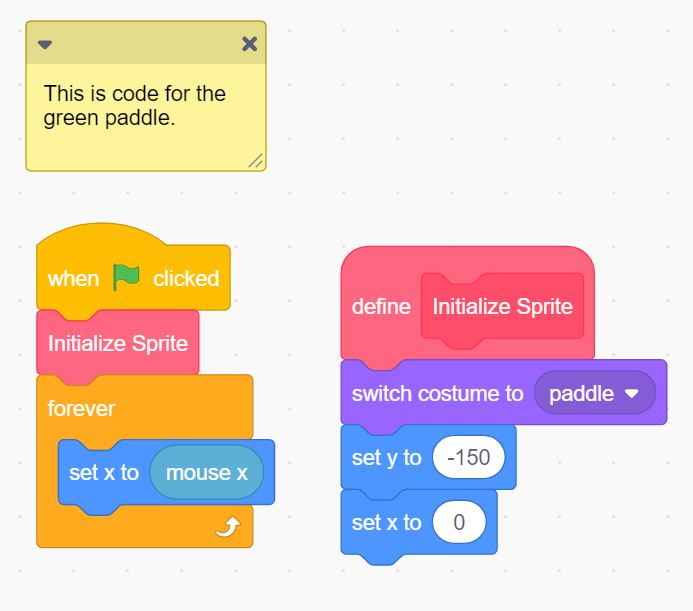 This is code for the
green paddle.
when clicked
Initialize Sprite
forever
set x to mouse x
define Initialize Sprite
switch costume to paddle
set y to -150
set x to 0